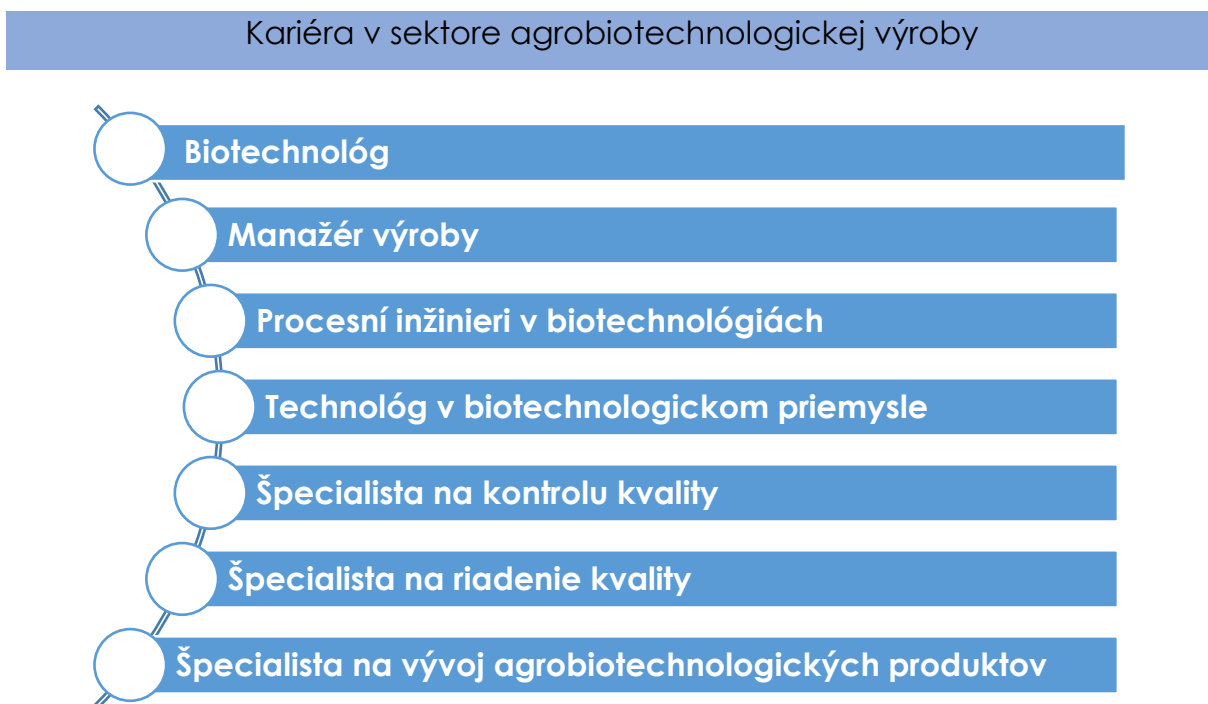 Kariéra v sektore agrobiotechnologickej výroby
Biotechnológ
Manažér výroby
Procesní inžinieri v biotechnológiách
Technológ v biotechnologickom priemysle
Špecialista na kontrolu kvality
Špecialista na riadenie kvality
Špecialista na vývoj agrobiotechnologických produktov